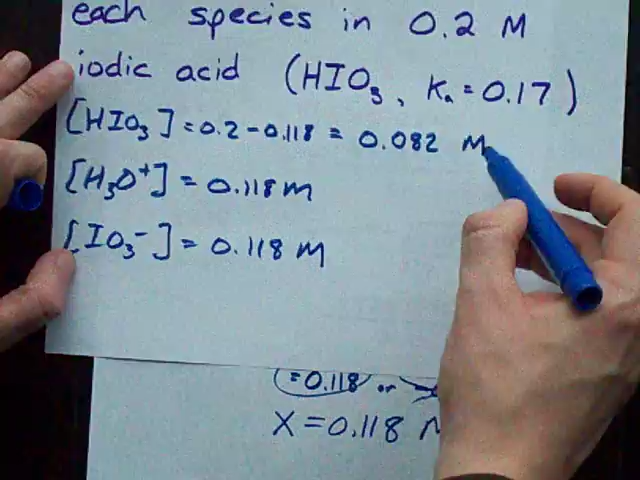 each species in 0.2 M
iodic acid (HIO₃, Kₐ = 0.17)
[HIO₃] = 0.2 - 0.118 = 0.082 M
[H₃O⁺] = 0.118 M
[IO₃⁻] = 0.118 M
= 0.118 or
X = 0.118 M